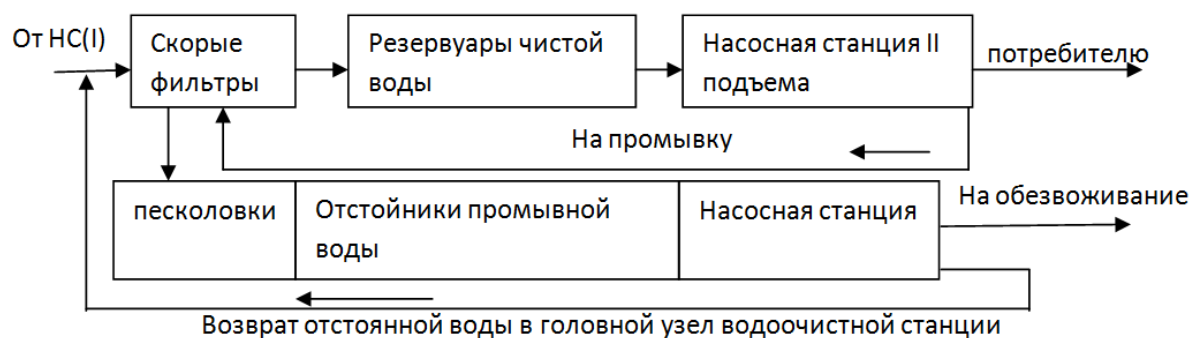 От НС(I)
Скорые
фильтры
Резервуары чистой
воды
Насосная станция II
подъема
потребителю
На промывку
песколовки
Отстойники промывной
воды
Насосная станция
На обезвоживание
Возврат отстоянной воды в головной узел водоочистной станции